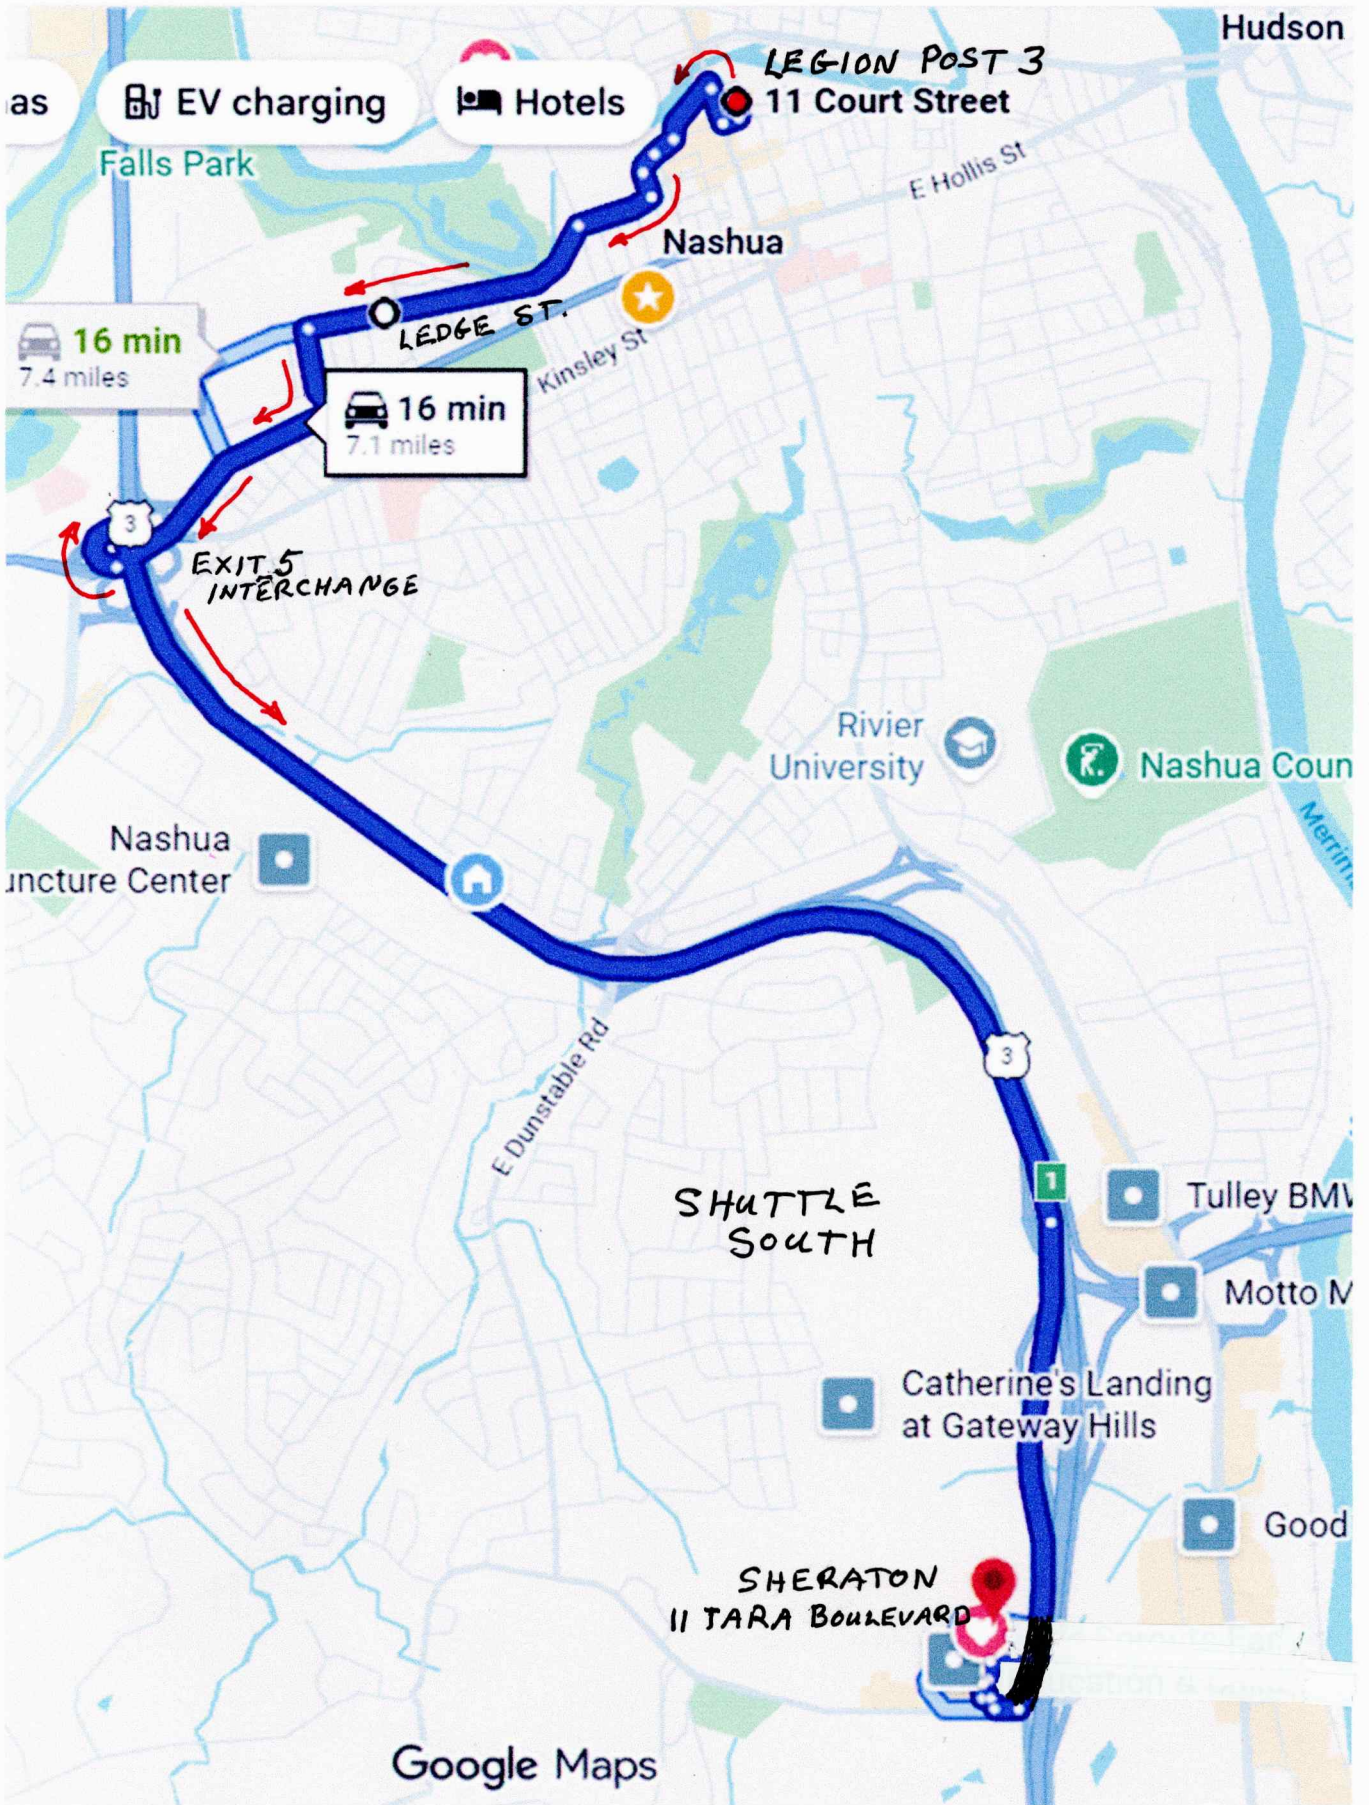 Hudson
LEGION POST 3
11 Court Street
as
EV charging
Hotels
Falls Park
E Hollis St
Nashua
LEDGE ST.
Kinsley St
16 min
7.4 miles
16 min
7.1 miles
3
EXIT 5
INTERCHANGE
Rivier
University
Nashua Coun
Merrim
Nashua
uncture Center
E Dunstable Rd
3
1
SHUTTLE
SOUTH
Tulley BMW
Motto M
Catherine's Landing
at Gateway Hills
Good
SHERATON
11 TARA BOULEVARD
Google Maps